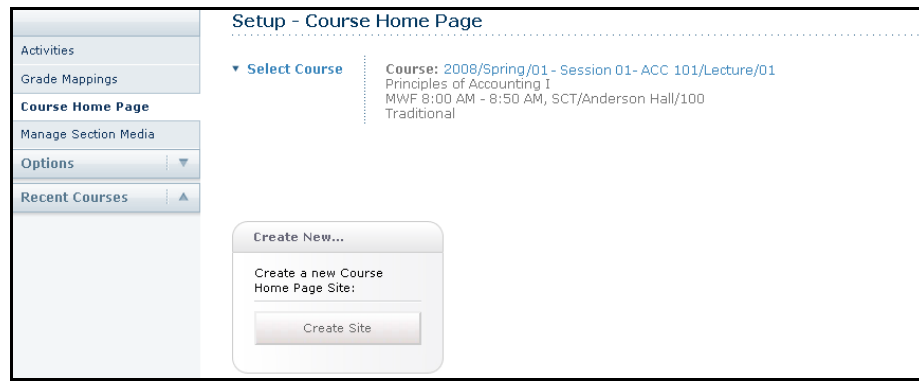 Setup - Course Home Page
Activities
Grade Mappings
Course Home Page
Manage Section Media
Options
Recent Courses
Select Course
Course: 2008/Spring/01- Session 01- ACC 101/Lecture/01
Principles of Accounting I
MWF 8:00 AM - 8:50 AM, SCT/Anderson Hall/100
Traditional
Create New...
Create a new Course
Home Page Site:
Create Site